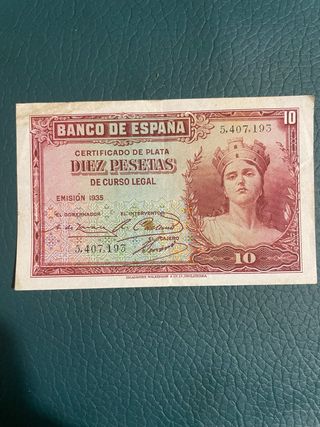 10
BANCO DE ESPAÑA
5.407.193
CERTIFICADO DE PLATA
DIEZ PESETAS
DE CURSO LEGAL
EMISIÓN 1935
EL GOBERNADOR
EL INTERVENTOR
EL CAJERO
5.407.193
10